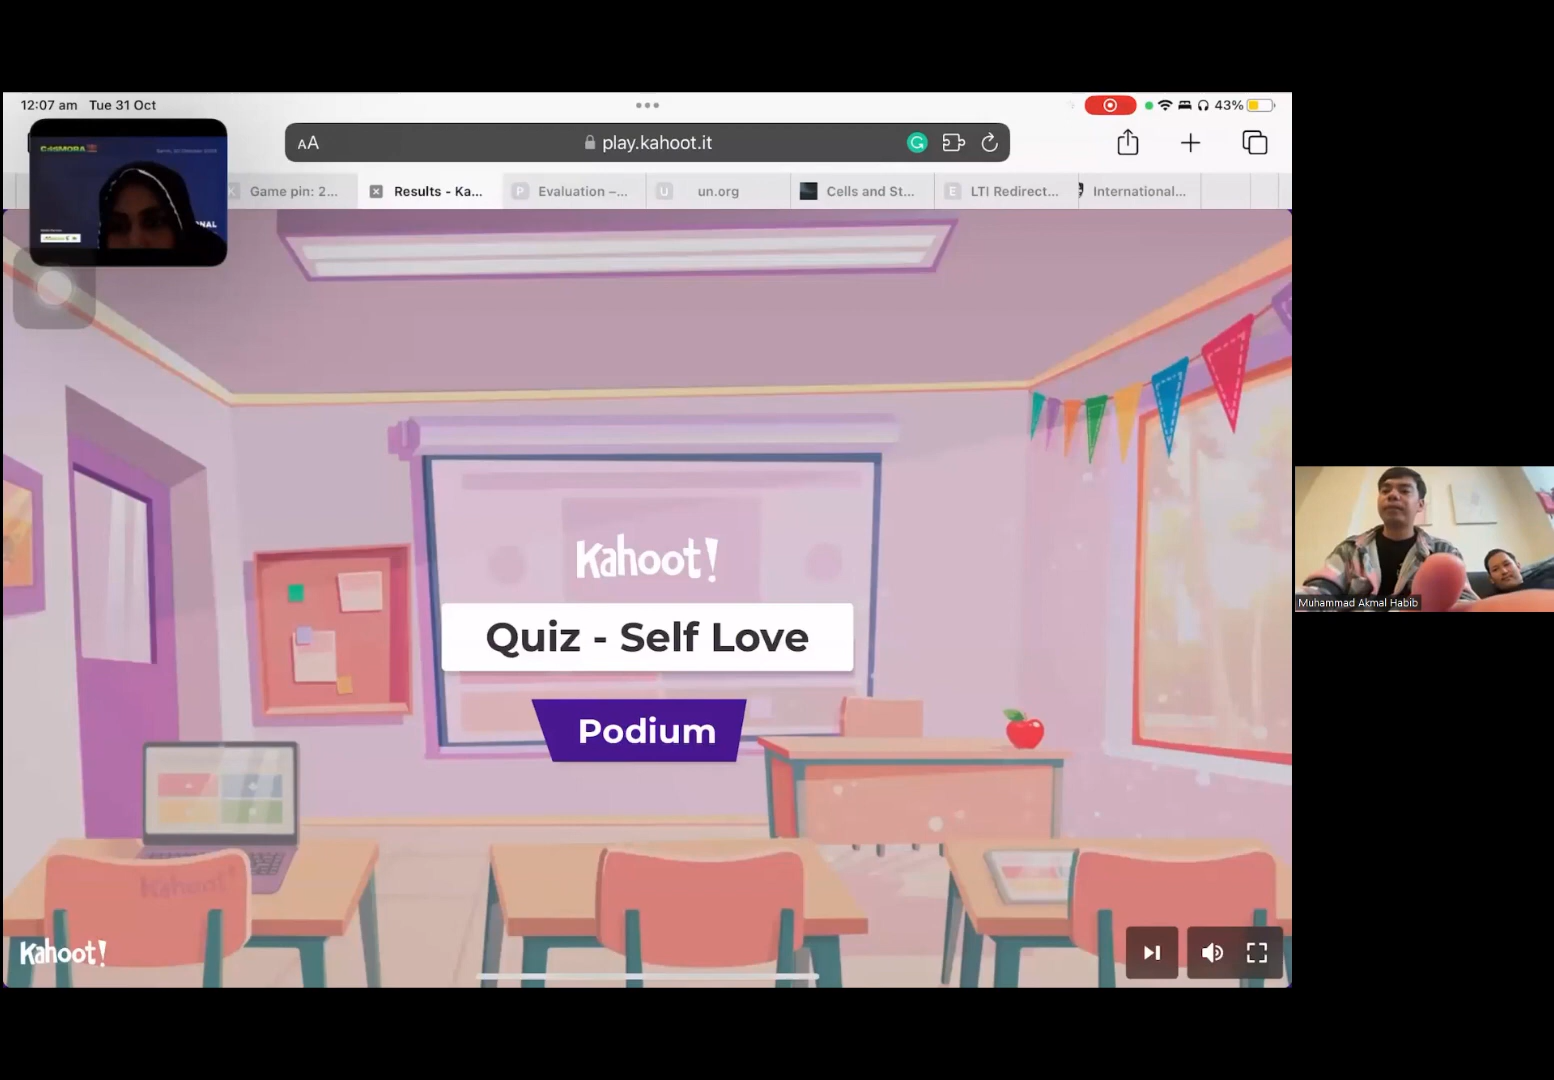 12:07 am Tue 31 Oct
43%
AA
play.kahoot.it
Game pin: 2...
Results - Ka...
Evaluation –...
un.org
Cells and St...
LTI Redirect...
International...
Kahoot!
Quiz - Self Love
Podium
Kahoot!
Kahoot!
Muhammad Akmal Habib